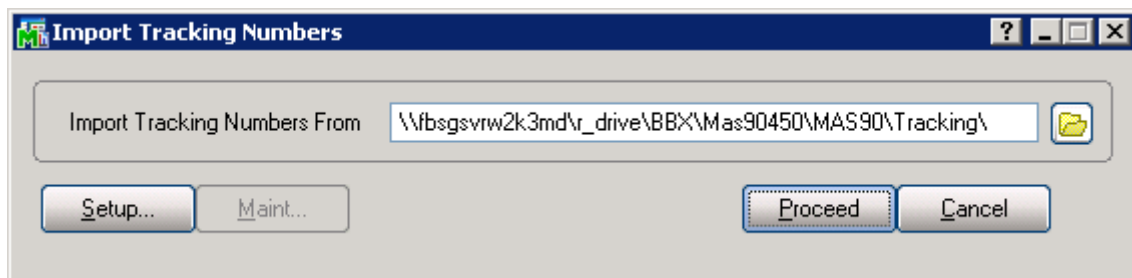 Import Tracking Numbers
Import Tracking Numbers From \\fbsgsvrw2k3md\r_drive\BBX\Mas90450\MAS90\Tracking\
Setup... Maint... Proceed Cancel